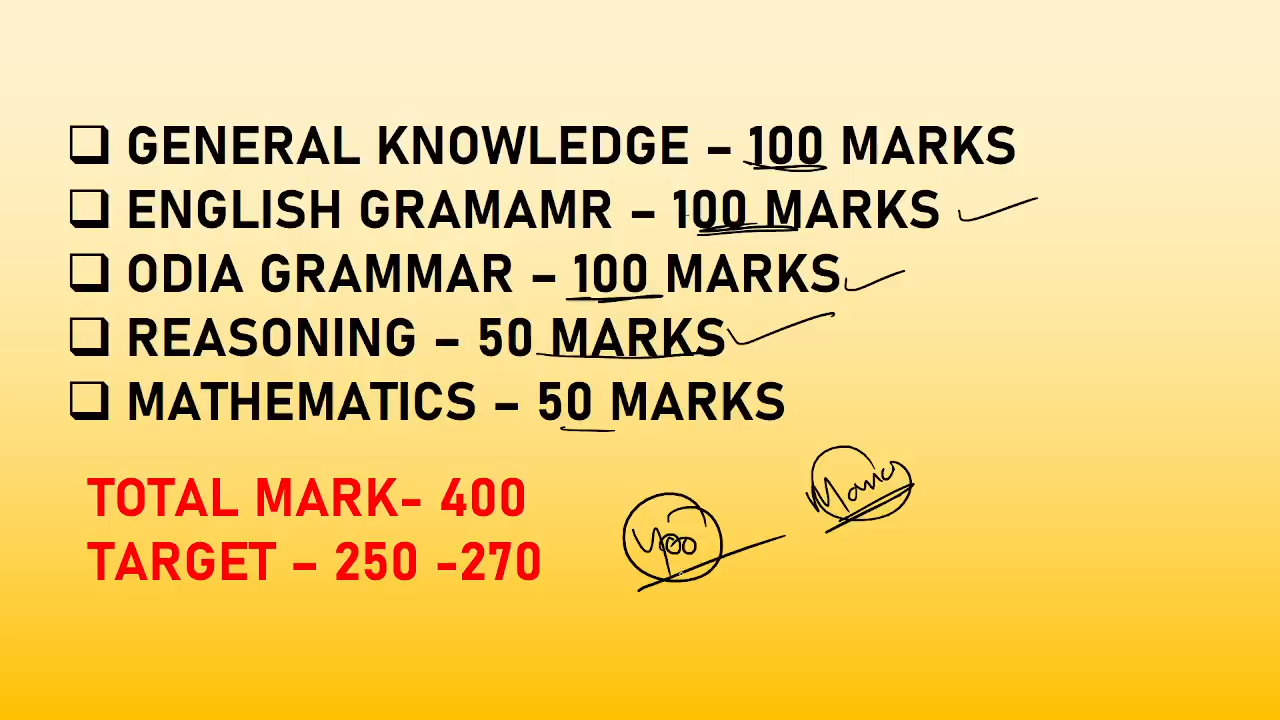 ❑ GENERAL KNOWLEDGE – 100 MARKS
❑ ENGLISH GRAMAMR – 100 MARKS
❑ ODIA GRAMMAR – 100 MARKS
❑ REASONING – 50 MARKS
❑ MATHEMATICS – 50 MARKS
TOTAL MARK- 400
TARGET – 250 -270
400